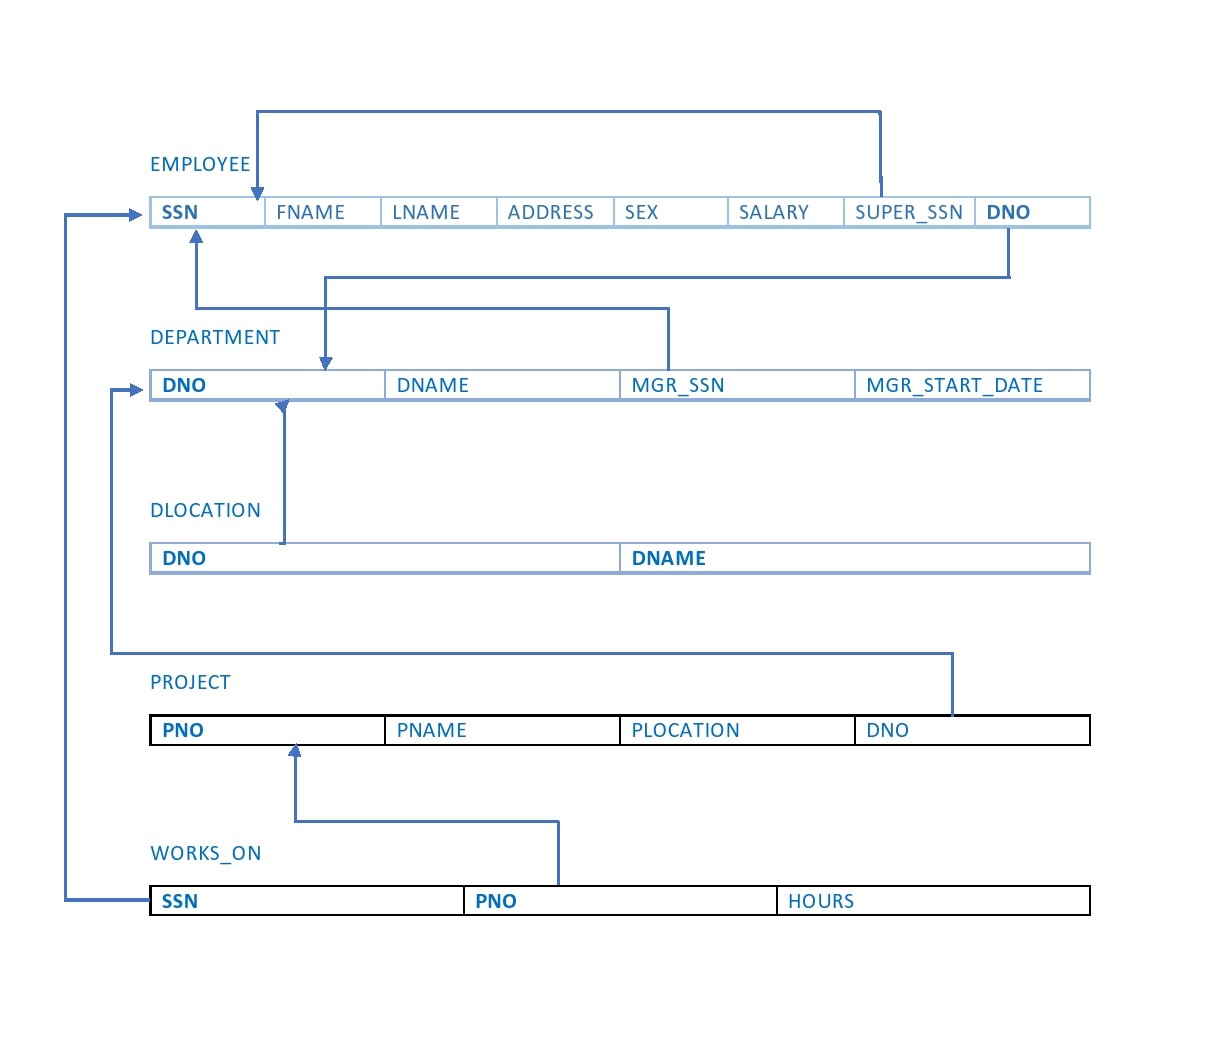 EMPLOYEE
SSN FNAME LNAME ADDRESS SEX SALARY SUPER_SSN DNO
DEPARTMENT
DNO DNAME MGR_SSN MGR_START_DATE
DLOCATION
DNO DNAME
PROJECT
PNO PNAME PLOCATION DNO
WORKS_ON
SSN PNO HOURS